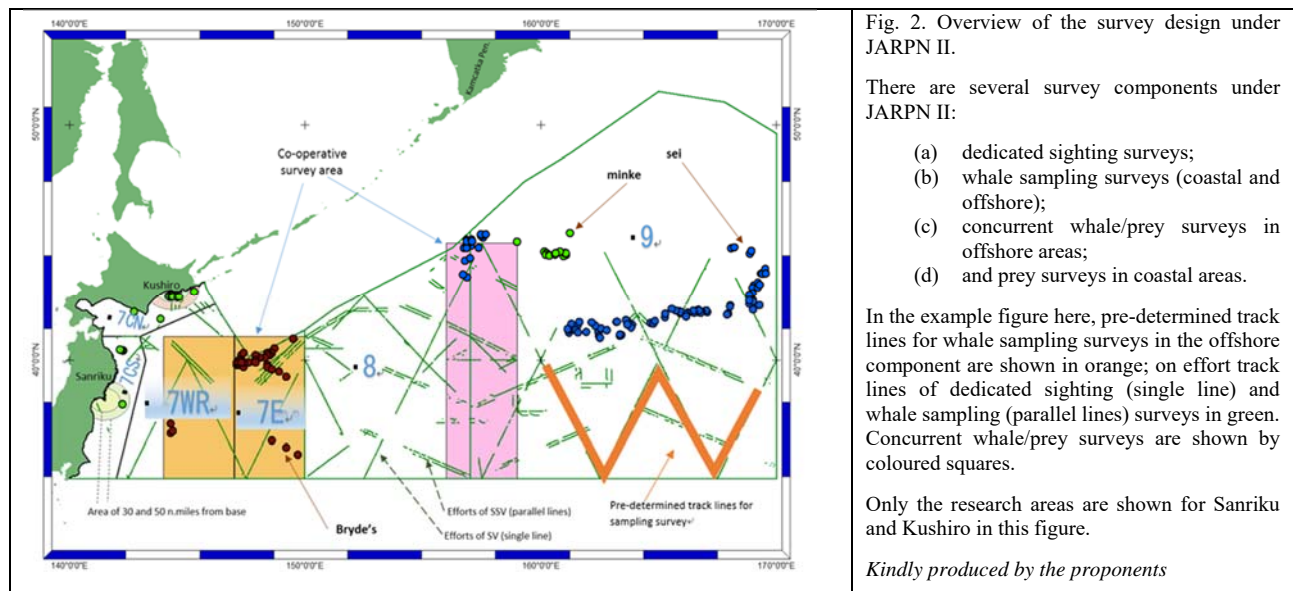 140°0'0"E
150°0'0"E
160°0'0"E
170°0'0"E
50°0'0"N
50°0'0"N
40°0'0"N
40°0'0"N
Kamcatka Pen.
Co-operative
survey area
sei
minke
9
Kushiro
7CN
7CS
Sanriku
8
7WR
7E
Area of 30 and 50 n.miles from base
Bryde's
Efforts of SSV (parallel lines)
Efforts of SV (single line)
Pre-determined track lines for
sampling survey
140°0'0"E
150°0'0"E
160°0'0"E
170°0'0"E
Fig. 2. Overview of the survey design under
JARPN II.
There are several survey components under
JARPN II:
(a) dedicated sighting surveys;
(b) whale sampling surveys (coastal and
offshore);
(c) concurrent whale/prey surveys in
offshore areas;
(d) and prey surveys in coastal areas.
In the example figure here, pre-determined track
lines for whale sampling surveys in the offshore
component are shown in orange; on effort track
lines of dedicated sighting (single line) and
whale sampling (parallel lines) surveys in green.
Concurrent whale/prey surveys are shown by
coloured squares.
Only the research areas are shown for Sanriku
and Kushiro in this figure.
Kindly produced by the proponents